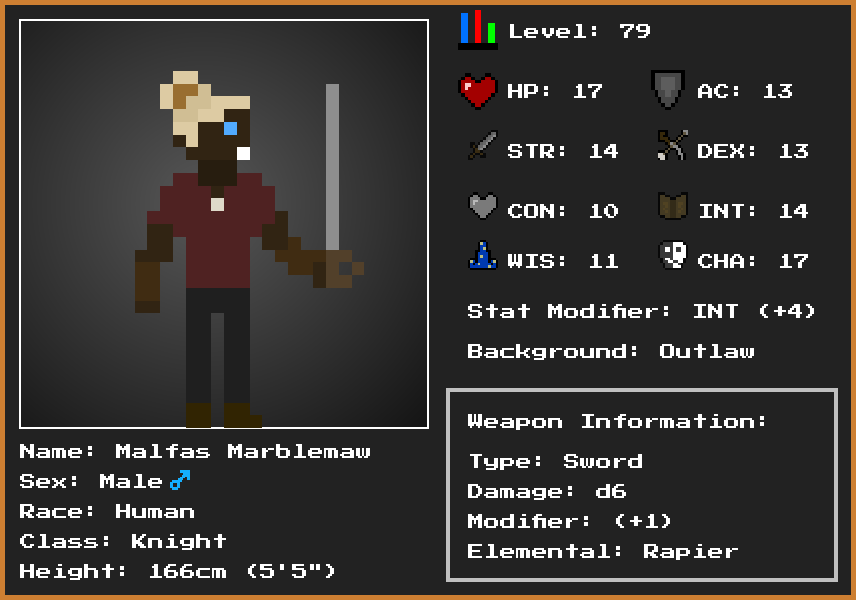 Level: 79
HP: 17
AC: 13
STR: 14
DEX: 13
CON: 10
INT: 14
WIS: 11
CHA: 17
Stat Modifier: INT (+4)
Background: Outlaw
Weapon Information:
Type: Sword
Damage: d6
Modifier: (+1)
Elemental: Rapier
Name: Malfas Marblemaw
Sex: Male♂
Race: Human
Class: Knight
Height: 166cm (5'5")